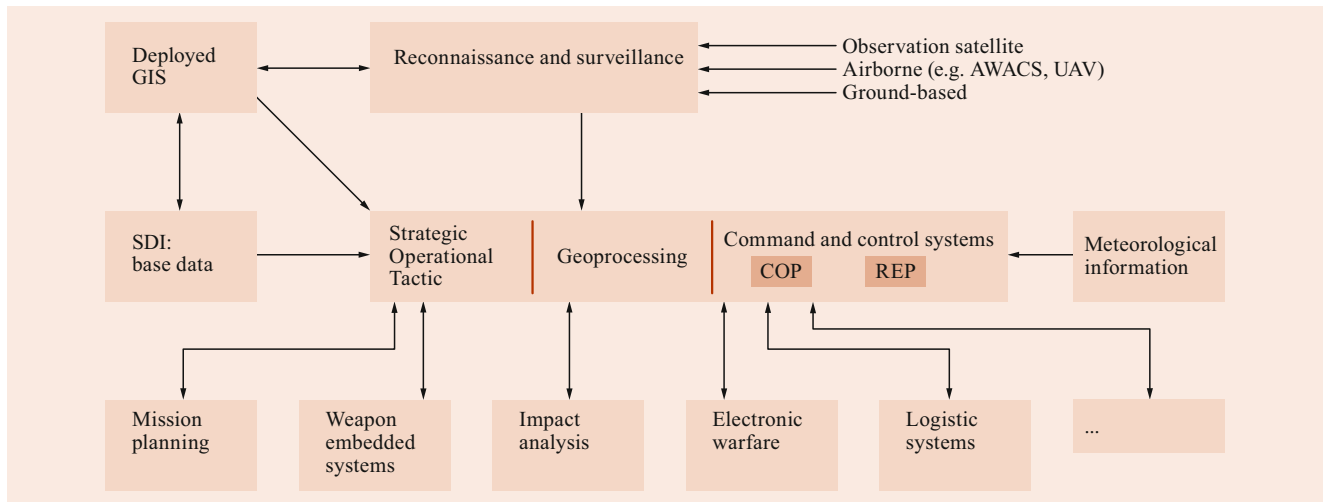 Deployed
GIS
Reconnaissance and surveillance
Observation satellite
Airborne (e.g. AWACS, UAV)
Ground-based
SDI:
base data
Strategic
Operational
Tactic
Geoprocessing
Command and control systems
COP
REP
Meteorological
information
Mission
planning
Weapon
embedded
systems
Impact
analysis
Electronic
warfare
Logistic
systems
...